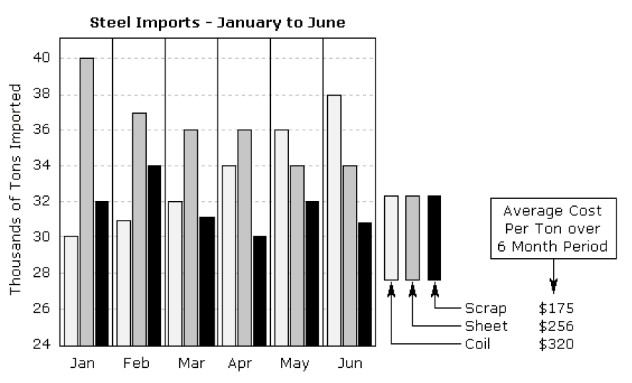 Steel Imports - January to June
Thousands of Tons Imported
40
38
36
34
32
30
28
26
24
Jan Feb Mar Apr May Jun
Average Cost
Per Ton over
6 Month Period
Scrap $175
Sheet $256
Coil $320